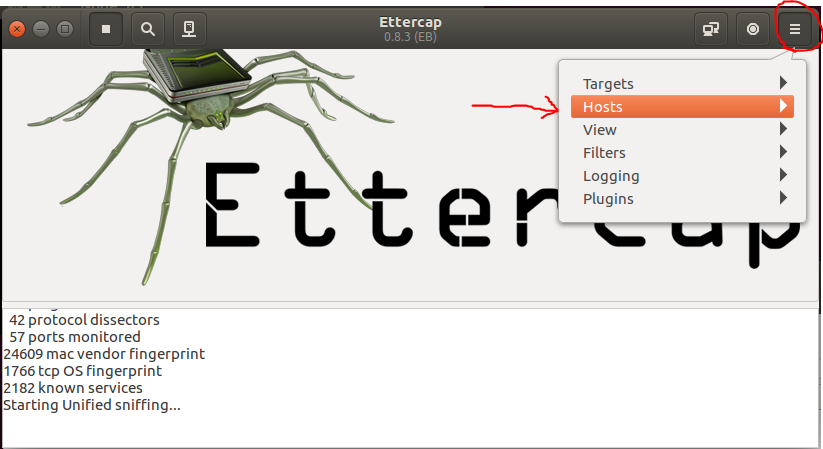 Ettercap
0.8.3 (EB)
Targets
Hosts
View
Filters
Logging
Plugins
Ettercap
42 protocol dissectors
57 ports monitored
24609 mac vendor fingerprint
1766 tcp OS fingerprint
2182 known services
Starting Unified sniffing...